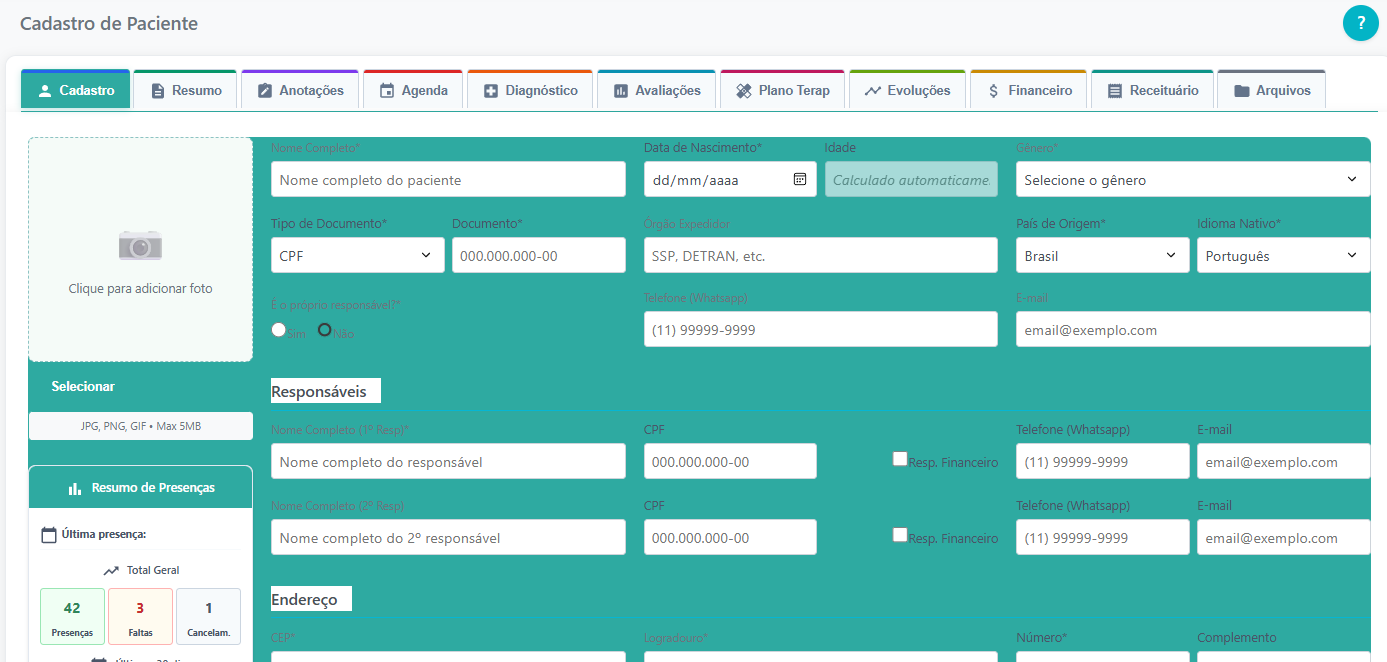 Cadastro de Paciente
?
Cadastro Resumo Anotações Agenda Diagnóstico Avaliações Plano Terap Evoluções Financeiro Receituário Arquivos
Nome Completo* Data de Nascimento* Idade Gênero*
Nome completo do paciente dd/mm/aaaa Calculado automaticame. Selecione o gênero
Tipo de Documento* Documento* Órgão Expedidor País de Origem* Idioma Nativo*
CPF 000.000.000-00 SSP, DETRAN, etc. Brasil Português
Clique para adicionar foto
É o próprio responsável?* Telefone (Whatsapp) E-mail
Sim Não (11) 99999-9999 email@exemplo.com
Selecionar
JPG, PNG, GIF • Max 5MB
Responsáveis
Nome Completo (1º Resp)* CPF Telefone (Whatsapp) E-mail
Nome completo do responsável 000.000.000-00 Resp. Financeiro (11) 99999-9999 email@exemplo.com
Nome Completo (2º Resp) CPF Telefone (Whatsapp) E-mail
Nome completo do 2º responsável 000.000.000-00 Resp. Financeiro (11) 99999-9999 email@exemplo.com
Resumo de Presenças
Última presença:
Total Geral
42 3 1
Presenças Faltas Cancelam.
Endereço
CEP* Logradouro* Número* Complemento